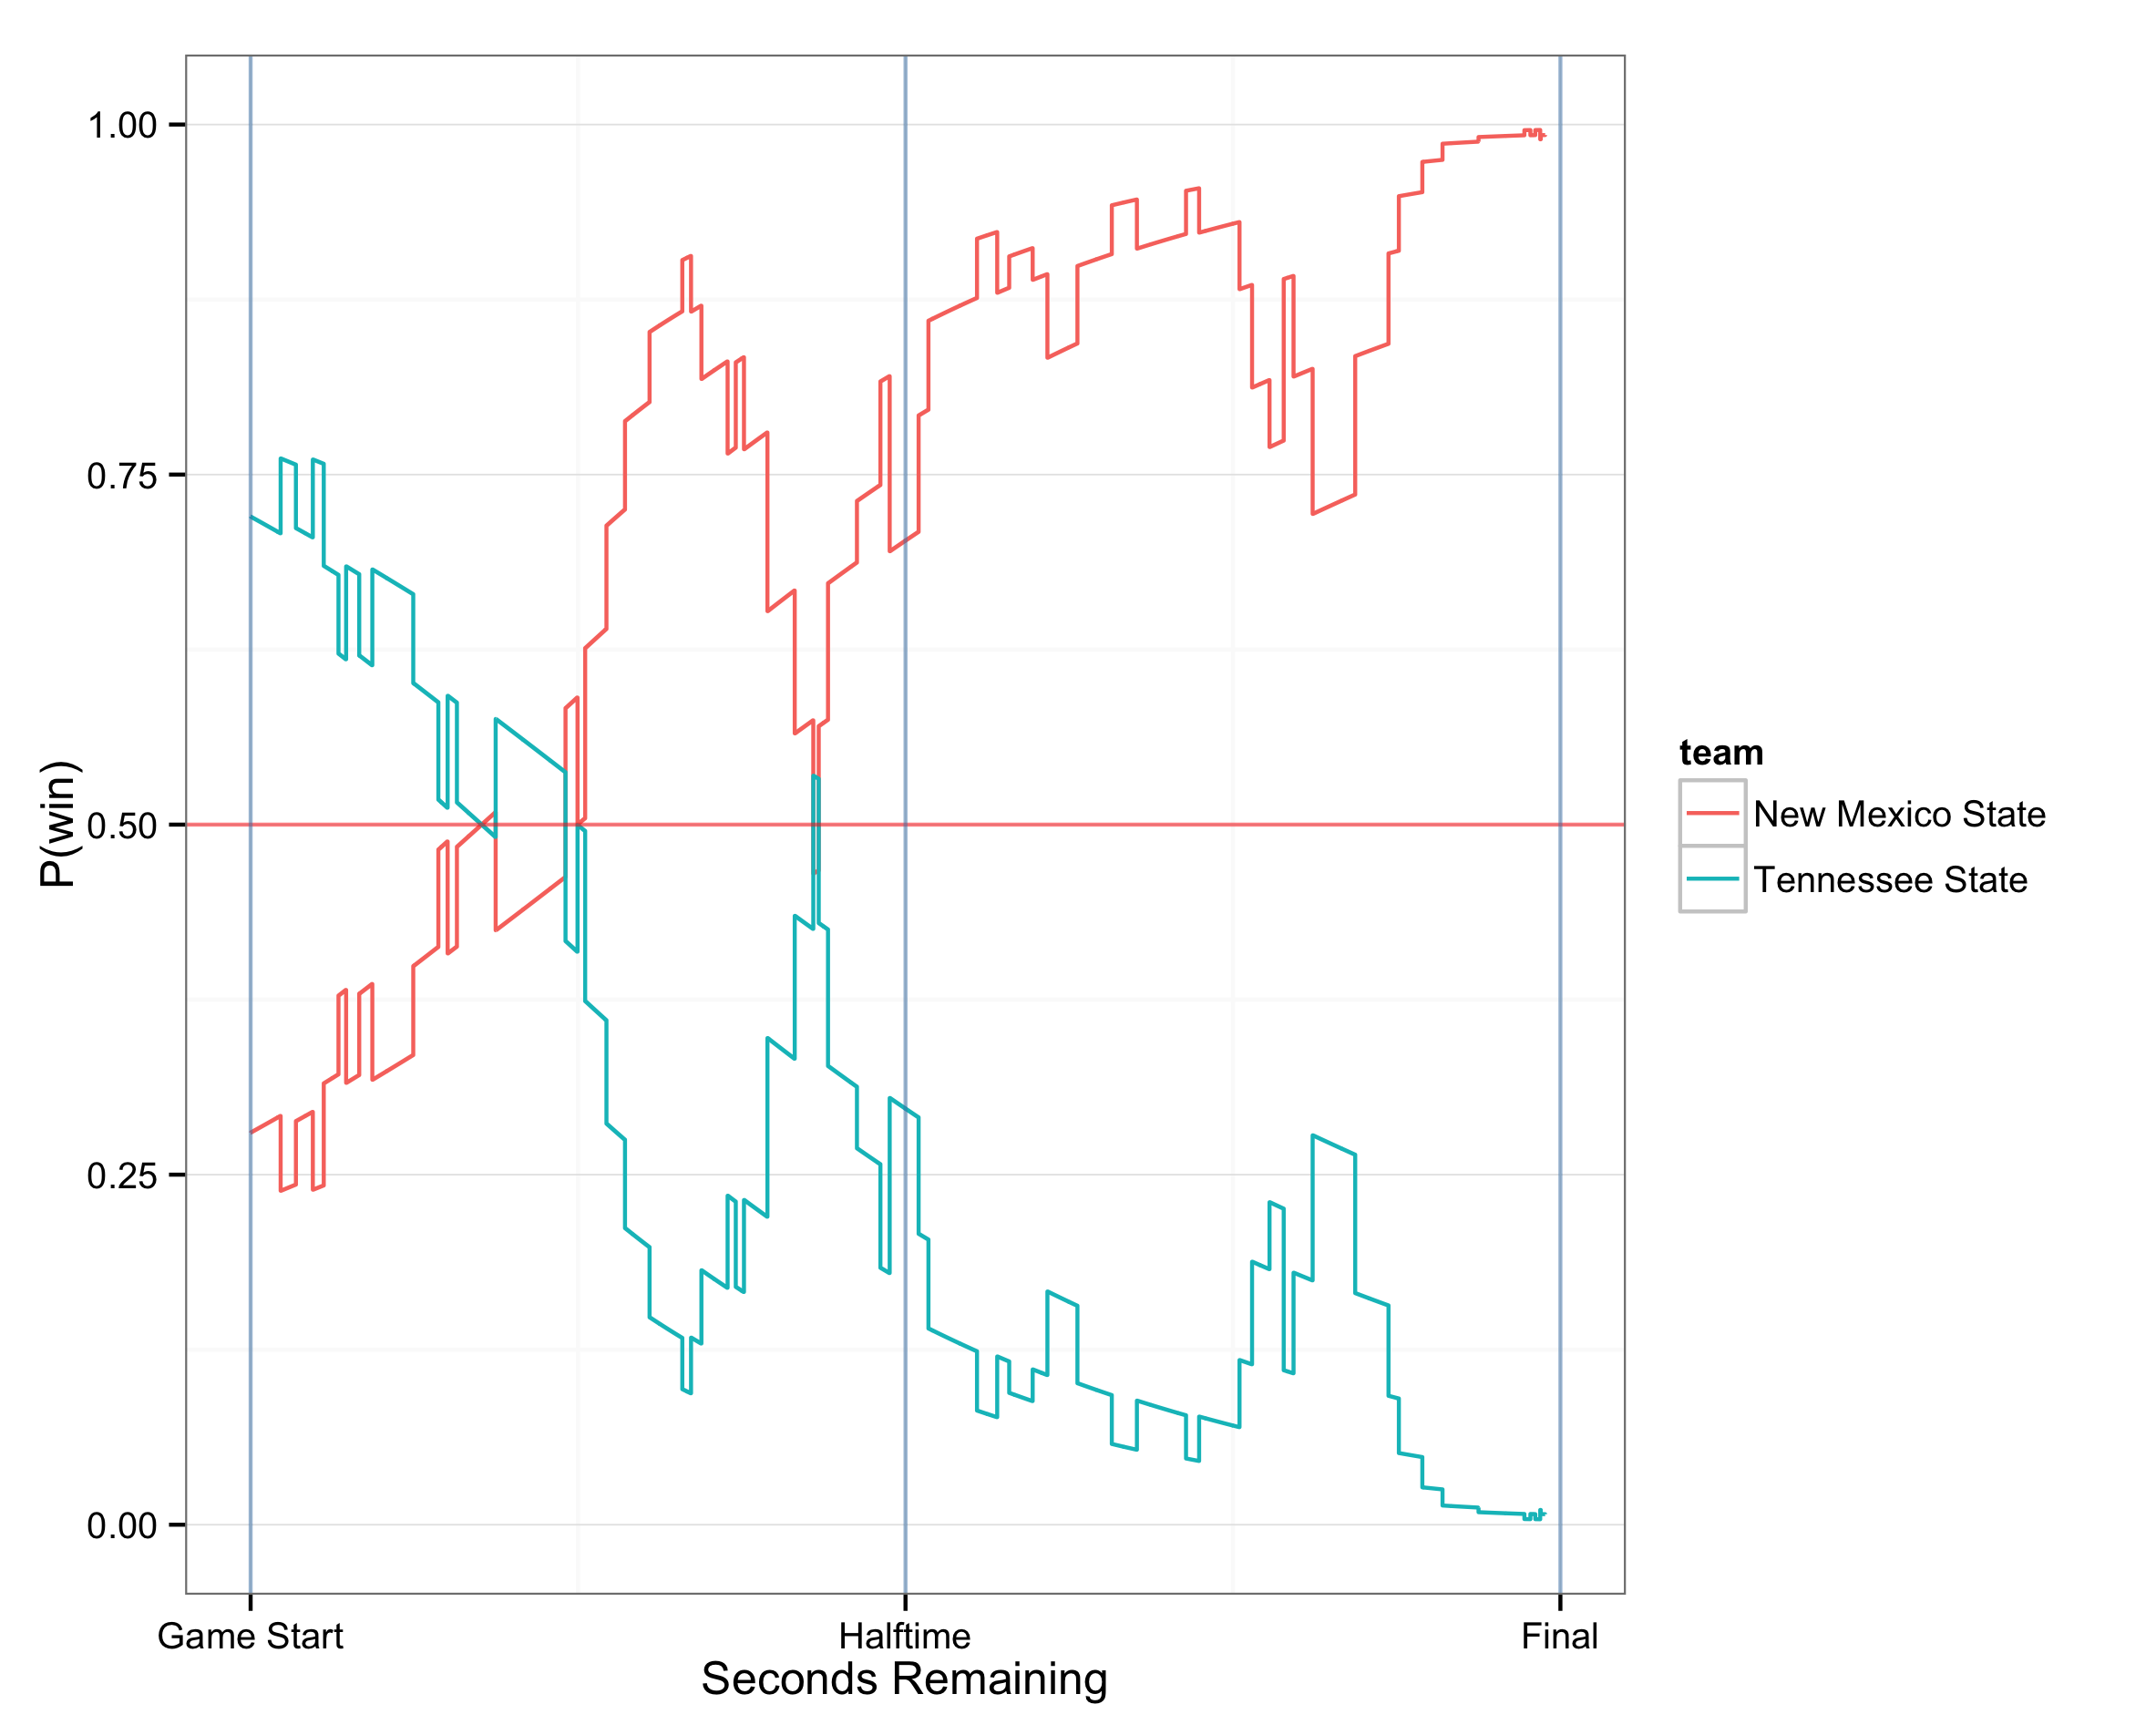 1.00
0.75
0.50
0.25
0.00
P(win)
Game Start
Halftime
Final
Seconds Remaining
team
New Mexico State
Tennessee State